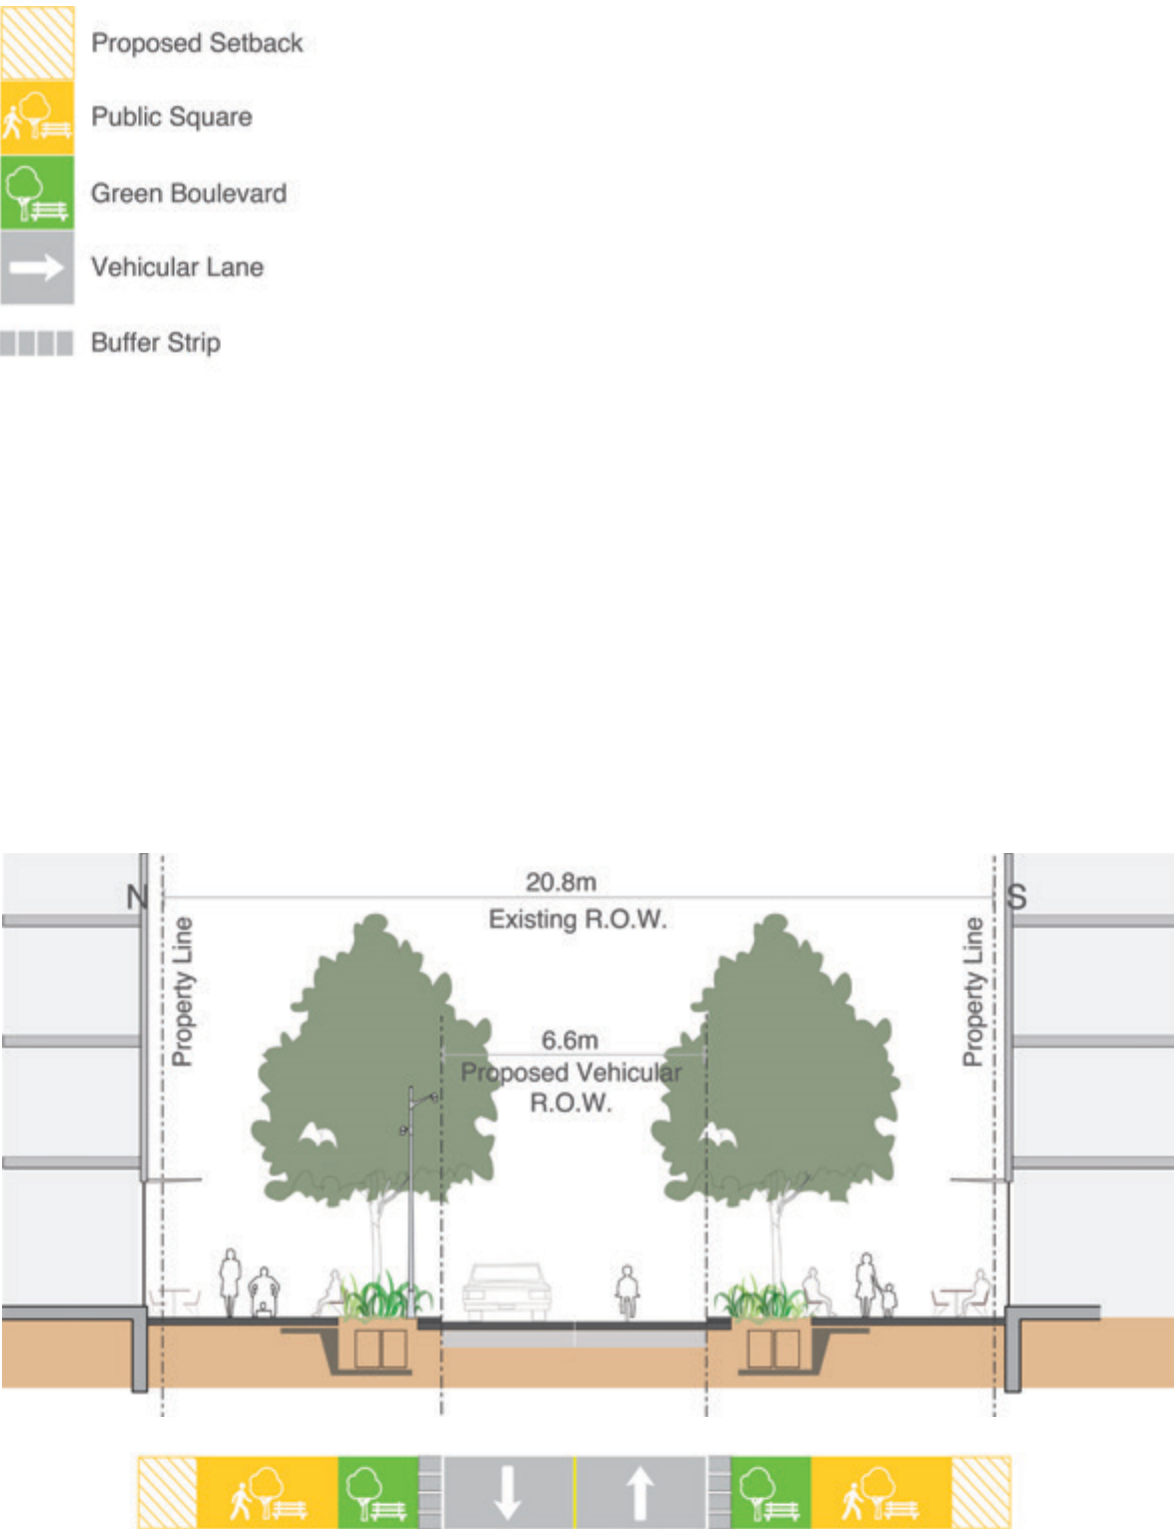 Proposed Setback
Public Square
Green Boulevard
Vehicular Lane
Buffer Strip
N
20.8m
S
Existing R.O.W.
Property Line
Property Line
6.6m
Proposed Vehicular
R.O.W.